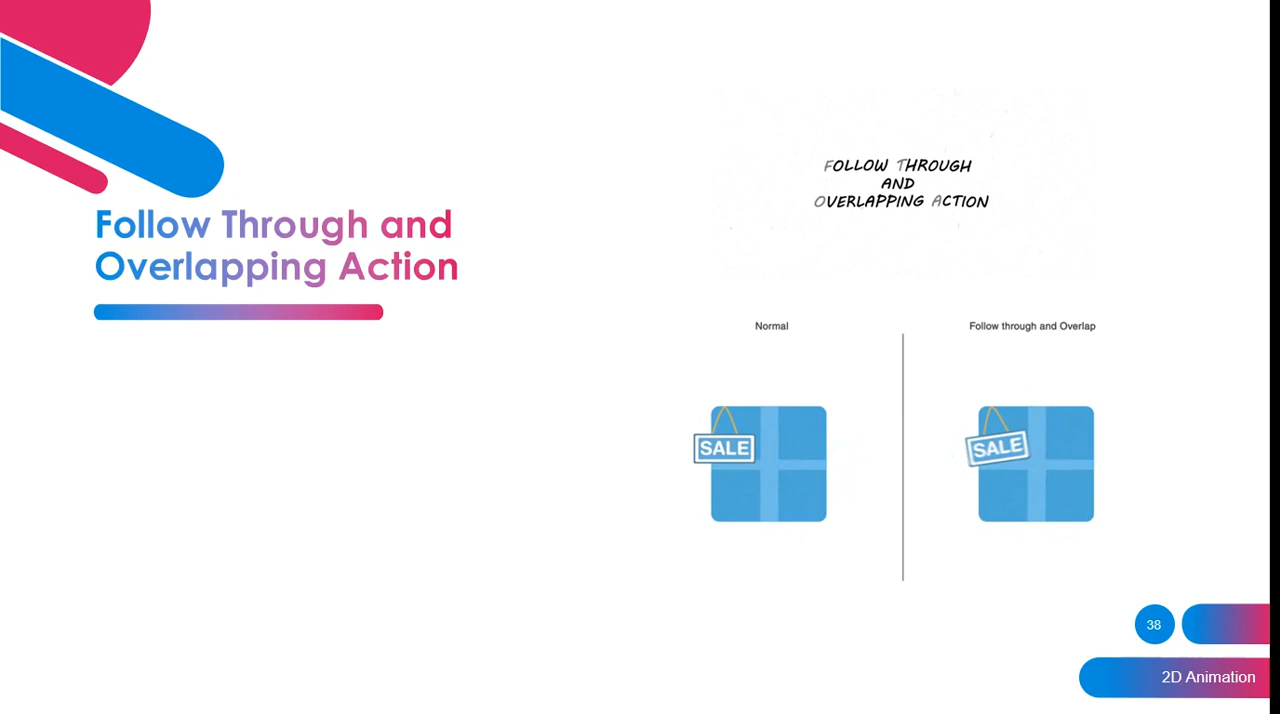 Follow Through and
Overlapping Action
FOLLOW THROUGH
AND
OVERLAPPING ACTION
Normal
Follow through and Overlap
SALE
SALE
38
2D Animation